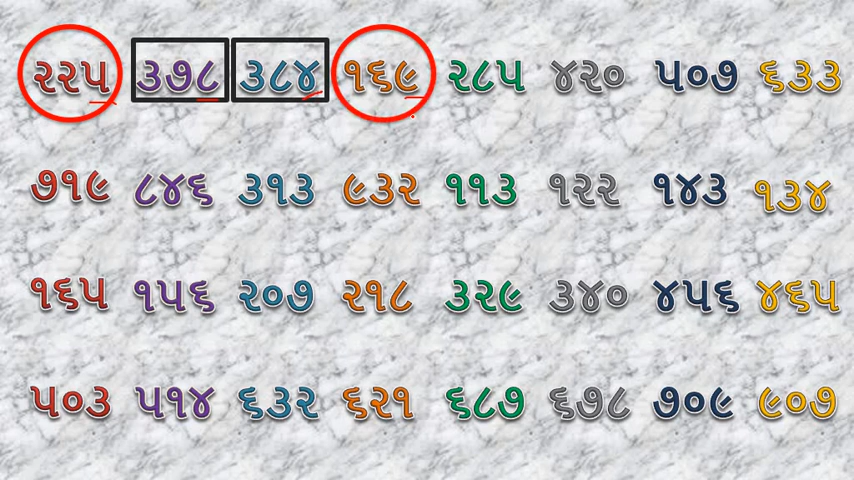 ૨૨૫ ૩૭૮ ૩૮૪ ૧૬૯ ૨૮૫ ૪૨૦ ૫૦૭ ૬૩૩
૭૧૯ ૮૪૬ ૩૧૩ ૯૩૨ ૧૧૩ ૧૨૨ ૧૪૩ ૧૩૪
૧૬૫ ૧૫૬ ૨૦૭ ૨૧૮ ૩૨૯ ૩૪૦ ૪૫૬ ૪૬૫
૫૦૩ ૫૧૪ ૬૩૨ ૬૨૧ ૬૮૭ ૬૭૮ ૭૦૯ ૯૦૭